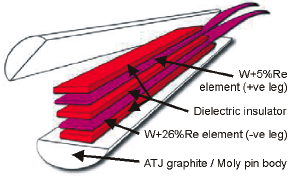 W+5%Re
element (+ve leg)
Dielectric insulator
W+26%Re element (-ve leg)
ATJ graphite / Moly pin body